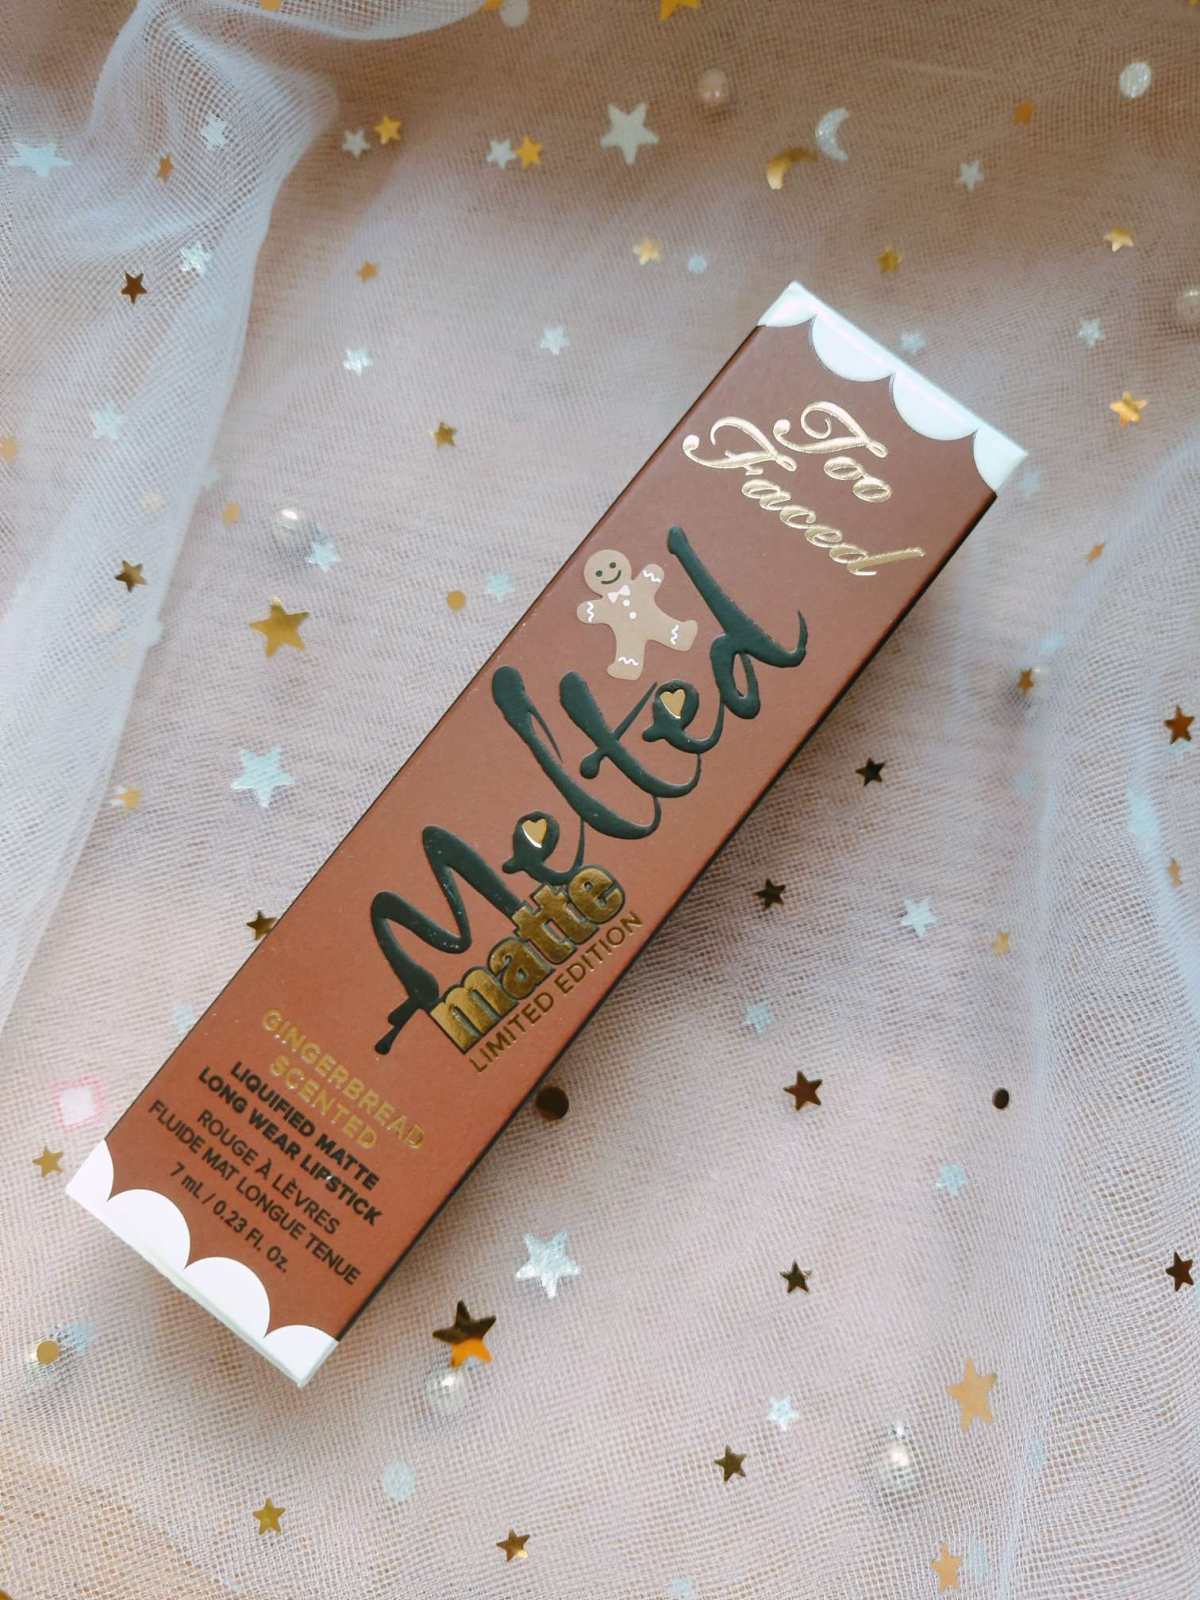 Too
Faced
Melted
matte
LIMITED EDITION
GINGERBREAD
SCENTED
LIQUIFIED MATTE
LONG WEAR LIPSTICK
ROUGE À LÈVRES
FLUIDE MAT LONGUE TENUE
7 mL / 0.23 Fl. Oz.